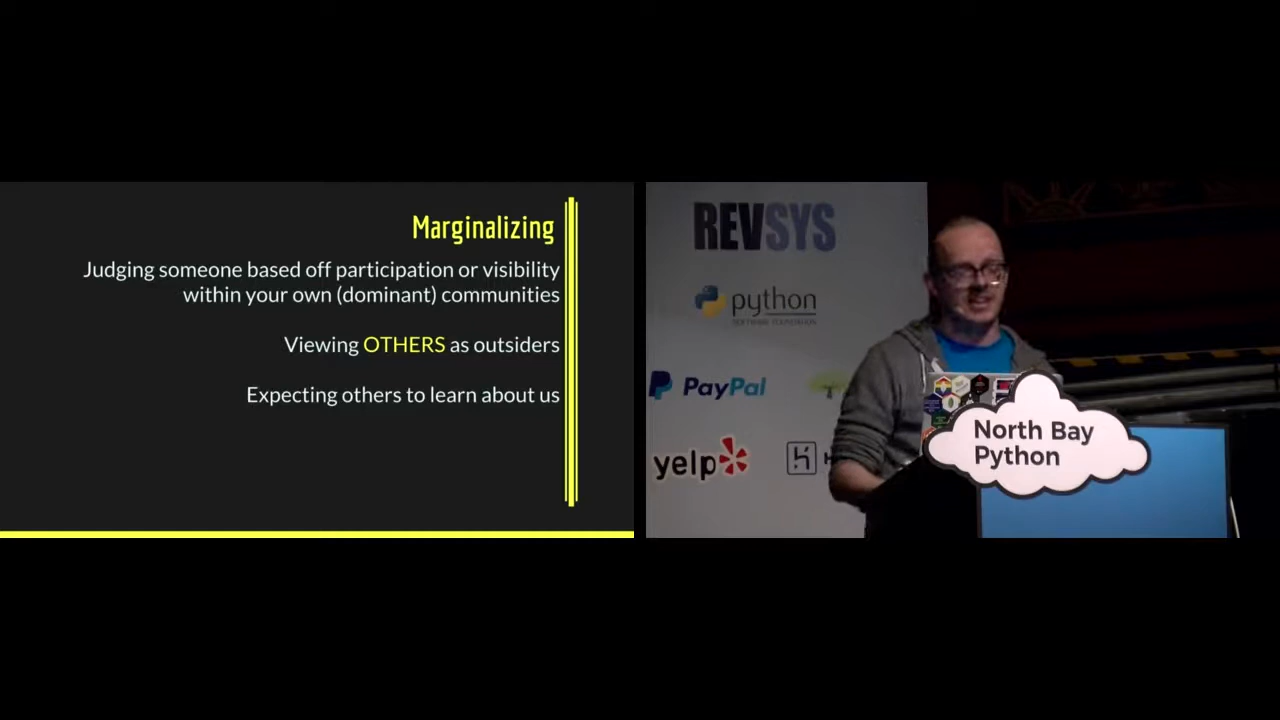 Marginalizing
Judging someone based off participation or visibility
within your own (dominant) communities
Viewing OTHERS as outsiders
Expecting others to learn about us
REVSYS
python
SOFTWARE FOUNDATION
PayPal
yelp
North Bay
Python